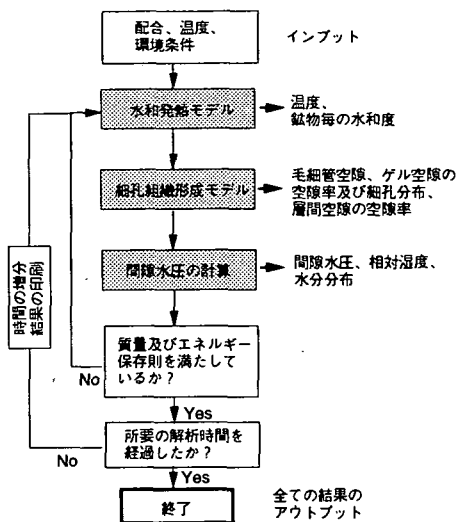 配合、温度、
環境条件
インプット
水和発熱モデル
温度、
鉱物毎の水和度
細孔組織形成モデル
毛細管空隙、ゲル空隙の
空隙率及び細孔分布、
層間空隙の空隙率
間隙水圧の計算
間隙水圧、相対湿度、
水分分布
時間の増分
結果の印刷
質量及びエネルギー
保存則を満たして
いるか?
No
Yes
所要の解析時間を
経過したか?
No
Yes
終了
全ての結果の
アウトプット